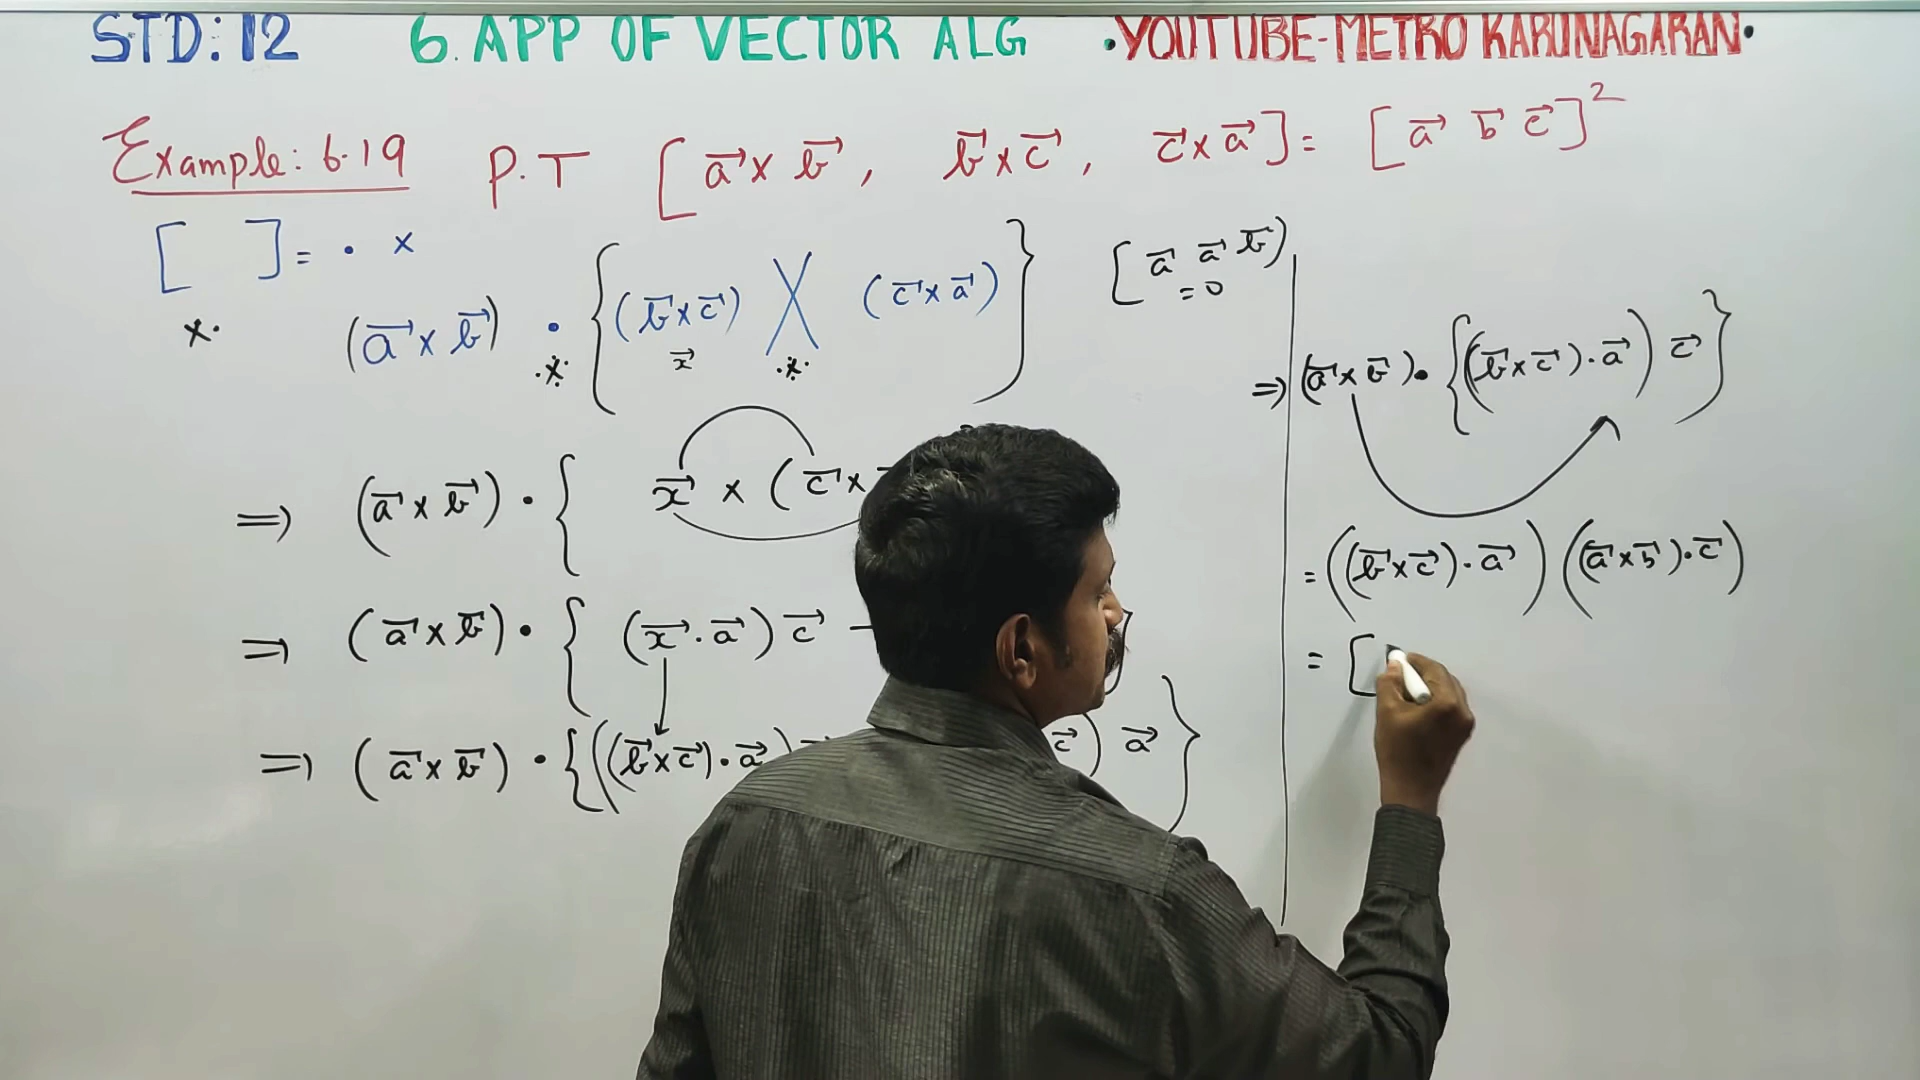 STD: 12 6. APP OF VECTOR ALG •YOUTUBE-METRO KARUNAGARAN•
Example: 6.19 P.T [a⃗ × b⃗, b⃗ × c⃗, c⃗ × a⃗] = [a⃗ b⃗ c⃗]²
[ ] = · ×
x· (a⃗ × b⃗) · {(b⃗ × c⃗) × (c⃗ × a⃗)}
x⃗
⇒ (a⃗ × b⃗) · { x⃗ × (c⃗ ×
⇒ (a⃗ × b⃗) · { (x⃗ · a⃗) c⃗ –
⇒ (a⃗ × b⃗) · {((b⃗ × c⃗) · a⃗) c⃗) a⃗ }
[a⃗ a⃗ b⃗]
= 0
⇒ (a⃗ × b⃗) · {((b⃗ × c⃗) · a⃗) c⃗}
= ((b⃗ × c⃗) · a⃗) ((a⃗ × b⃗) · c⃗)
= [